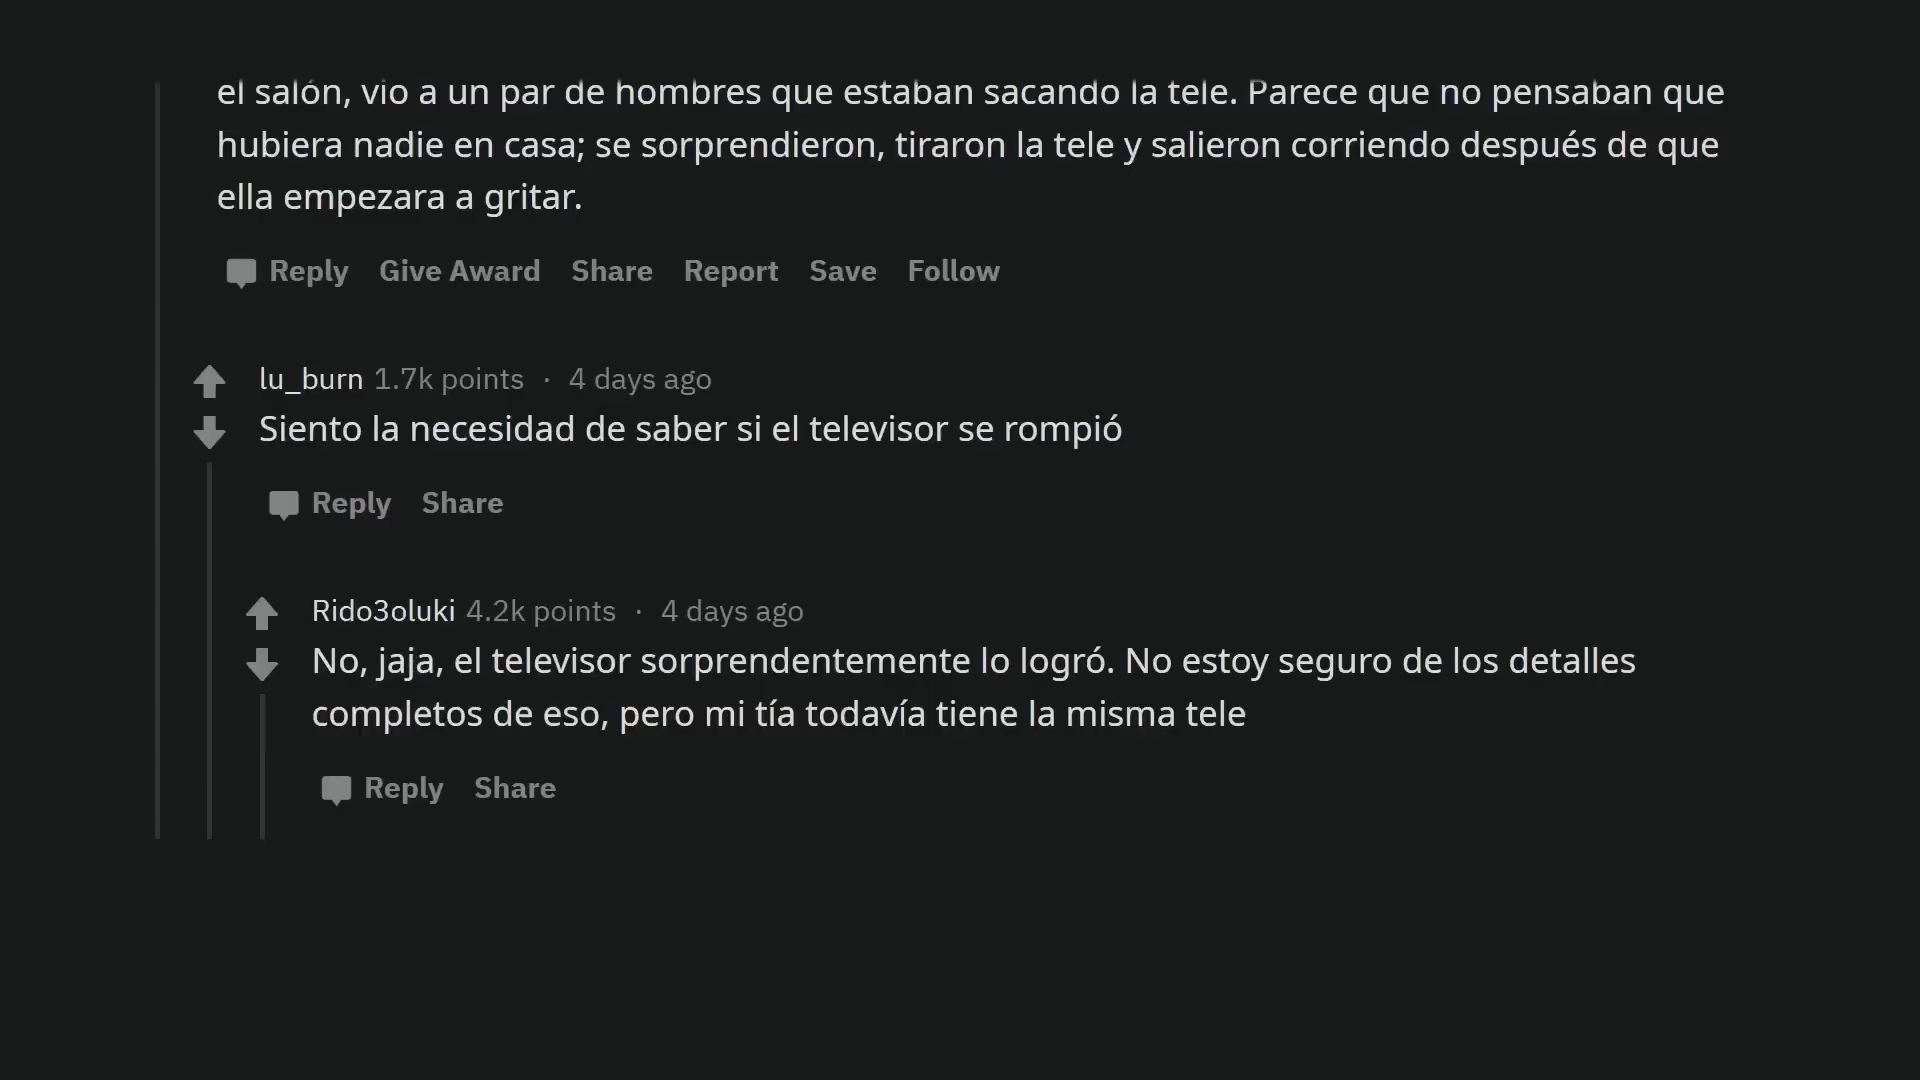 el salón, vio a un par de hombres que estaban sacando la tele. Parece que no pensaban que
hubiera nadie en casa; se sorprendieron, tiraron la tele y salieron corriendo después de que
ella empezara a gritar.
Reply Give Award Share Report Save Follow
lu_burn 1.7k points · 4 days ago
Siento la necesidad de saber si el televisor se rompió
Reply Share
Rido3oluki 4.2k points · 4 days ago
No, jaja, el televisor sorprendentemente lo logró. No estoy seguro de los detalles
completos de eso, pero mi tía todavía tiene la misma tele
Reply Share